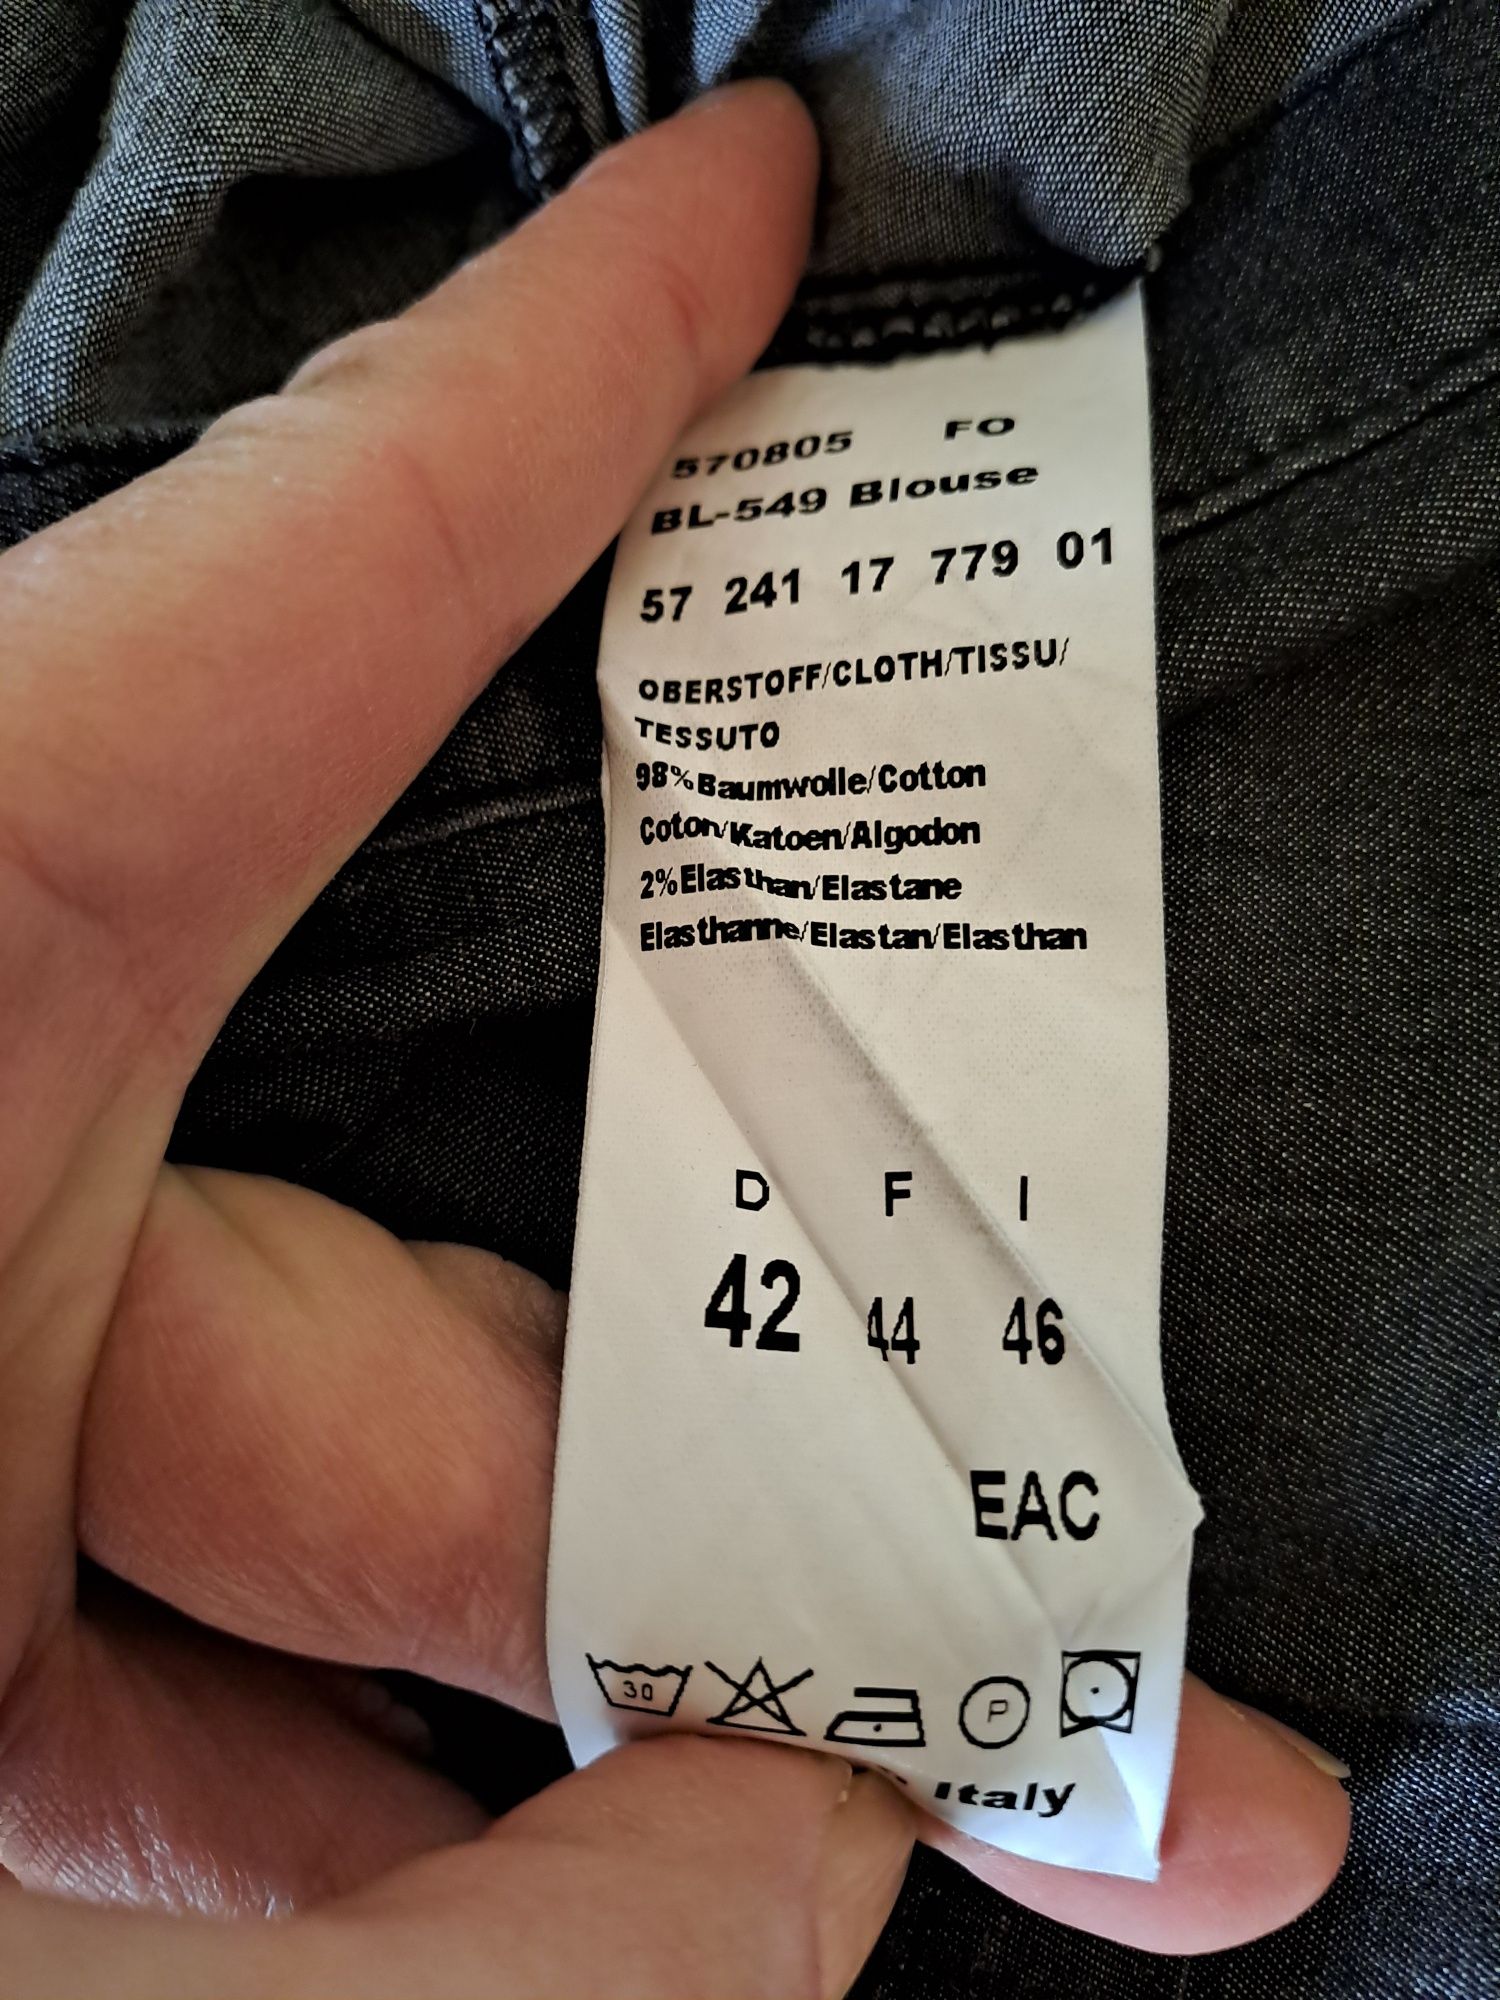 570805 FO
BL-549 Blouse
57 241 17 779 01
OBERSTOFF/CLOTH/TISSU/
TESSUTO
98%Baumwolle/Cotton
Coton/Katoen/Algodon
2%Elasthan/Elastane
Elasthanne/Elastan/Elasthan
D F I
42 44 46
EAC
30 P
Italy